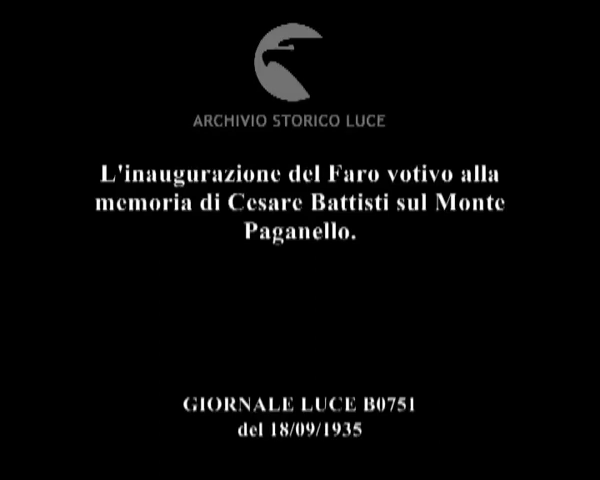 ARCHIVIO STORICO LUCE
L'inaugurazione del Faro votivo alla
memoria di Cesare Battisti sul Monte
Paganello.
GIORNALE LUCE B0751
del 18/09/1935